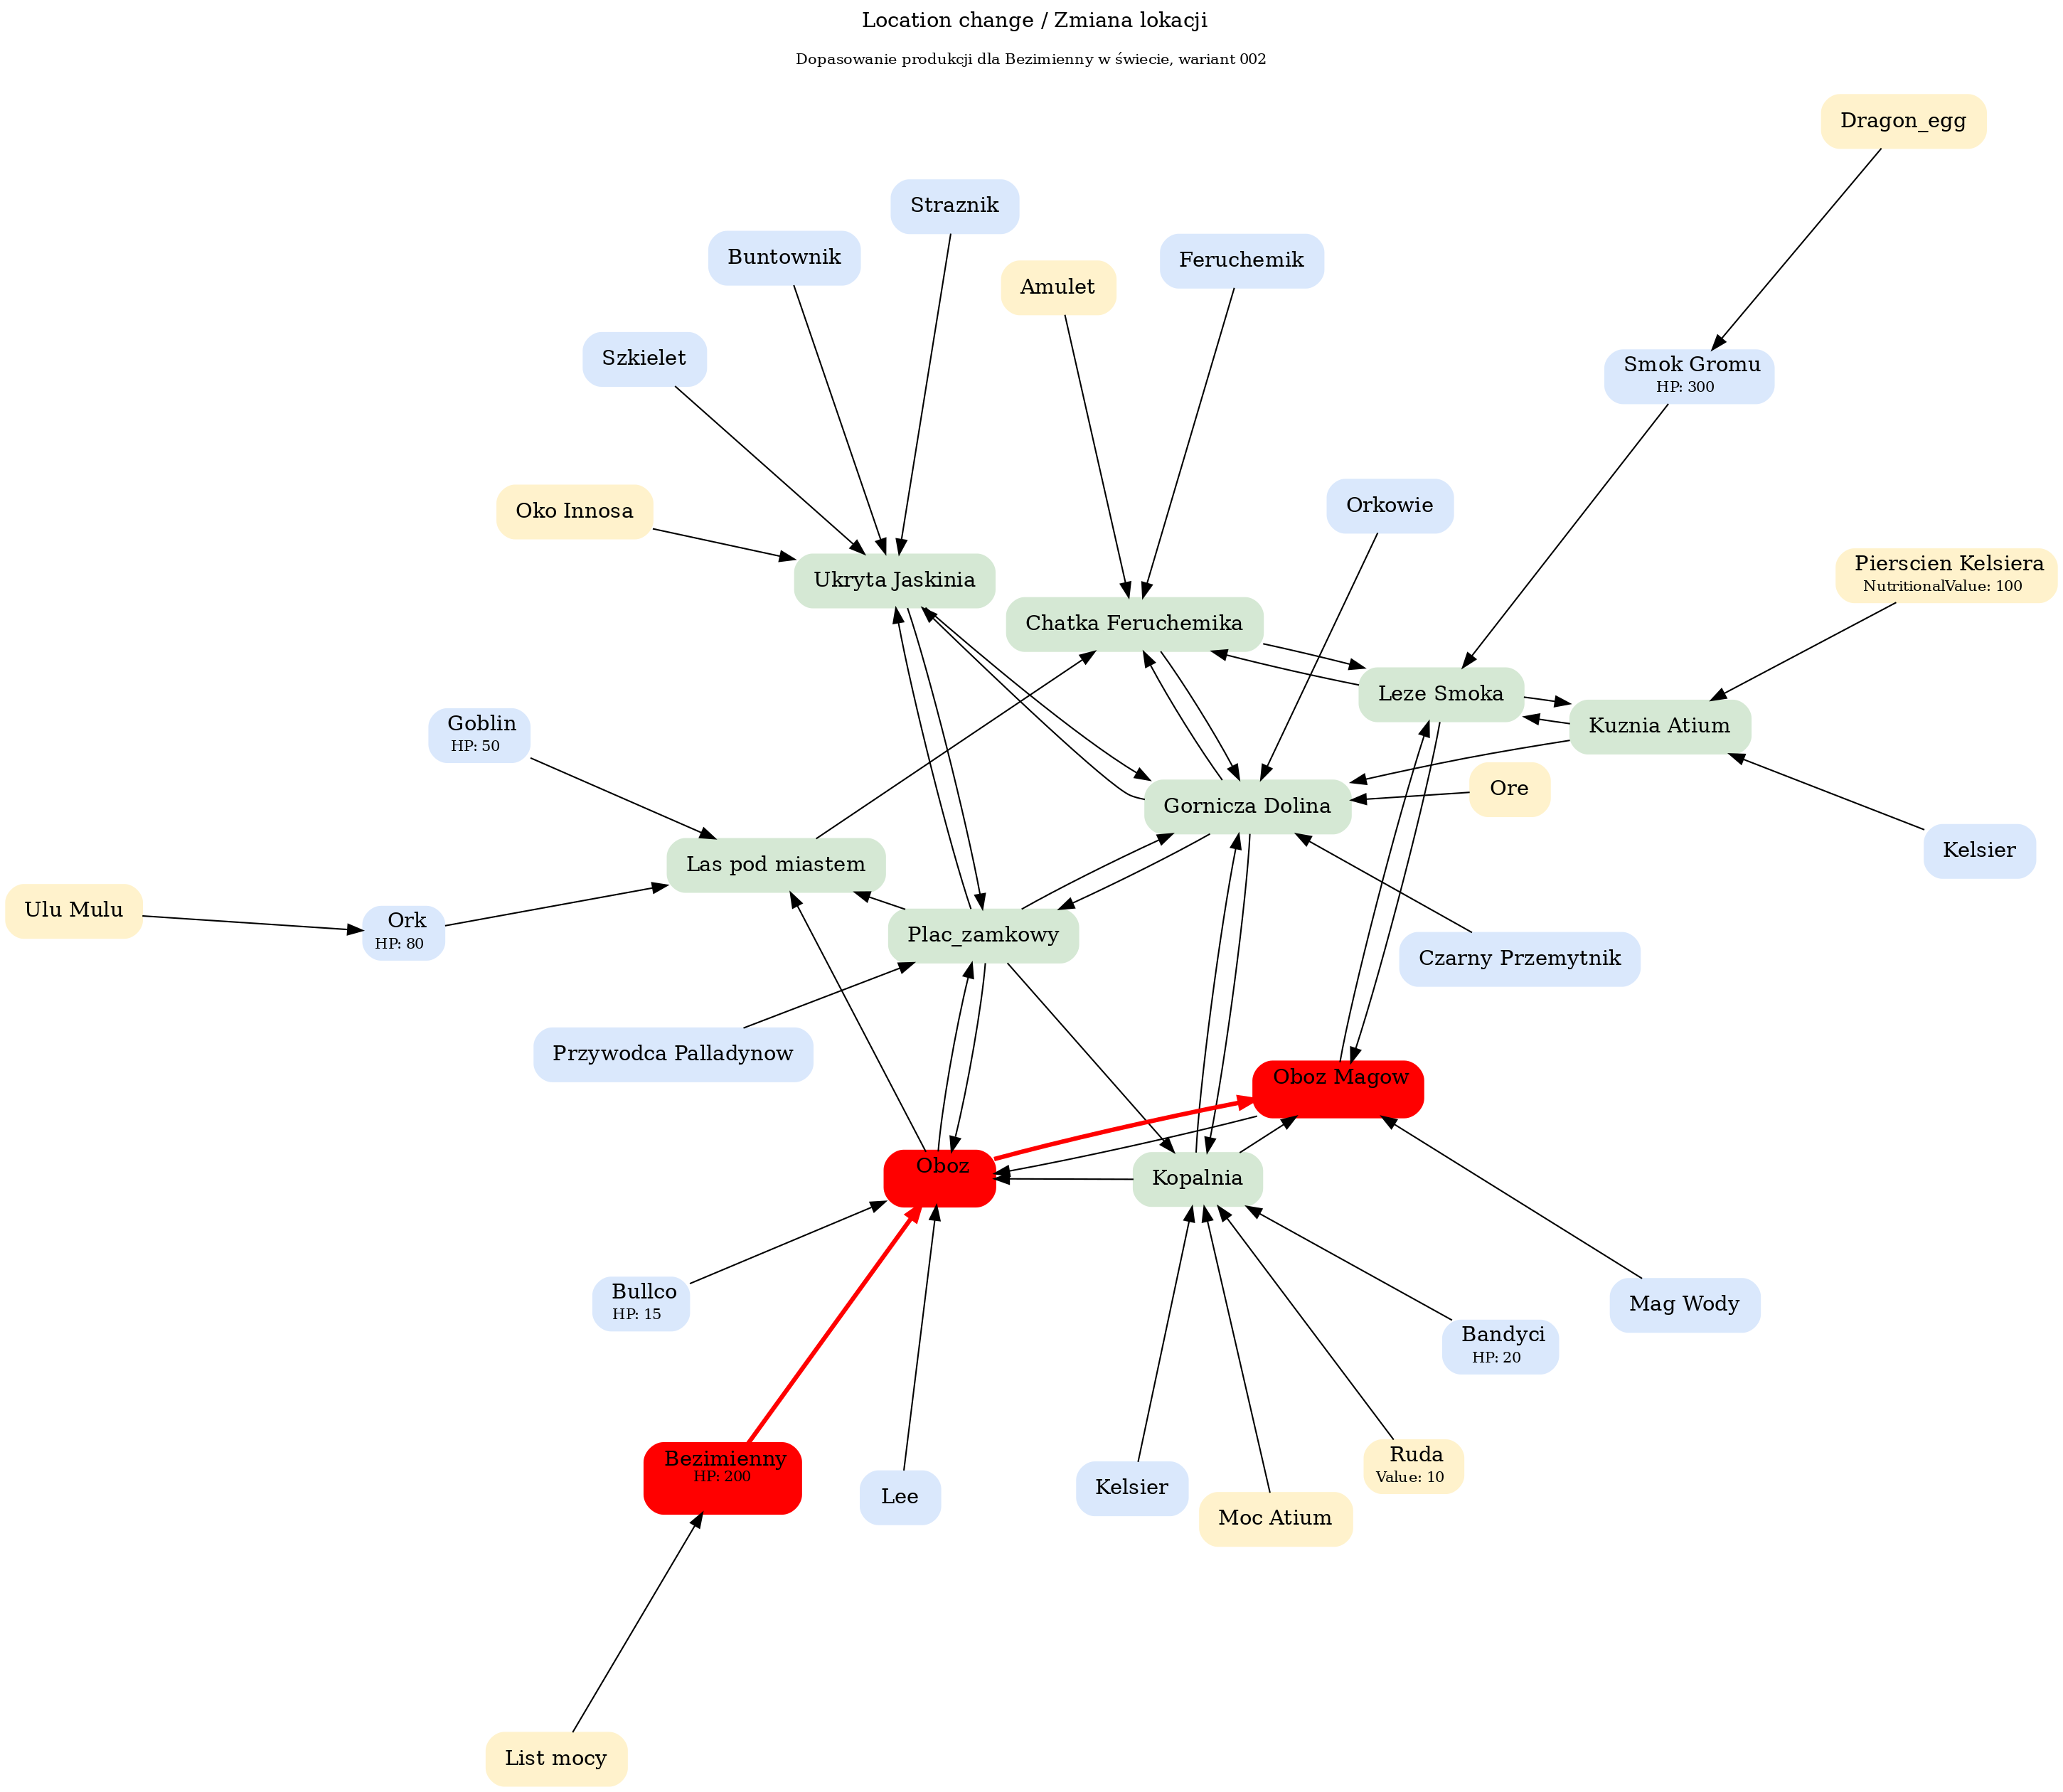 Location change / Zmiana lokacji
Dopasowanie produkcji dla Bezimienny w świecie, wariant 002
Dragon_egg
Straznik
Buntownik
Feruchemik
Amulet
Szkielet
Smok Gromu
HP: 300
Orkowie
Oko Innosa
Pierscien Kelsiera
NutritionalValue: 100
Ukryta Jaskinia
Chatka Feruchemika
Leze Smoka
Kuznia Atium
Goblin
HP: 50
Ore
Gornicza Dolina
Las pod miastem
Kelsier
Ulu Mulu
Ork
HP: 80
Plac_zamkowy
Czarny Przemytnik
Przywodca Palladynow
Oboz Magow
Oboz
Kopalnia
Bullco
HP: 15
Mag Wody
Bandyci
HP: 20
Bezimienny
HP: 200
Ruda
Value: 10
Lee
Kelsier
Moc Atium
List mocy